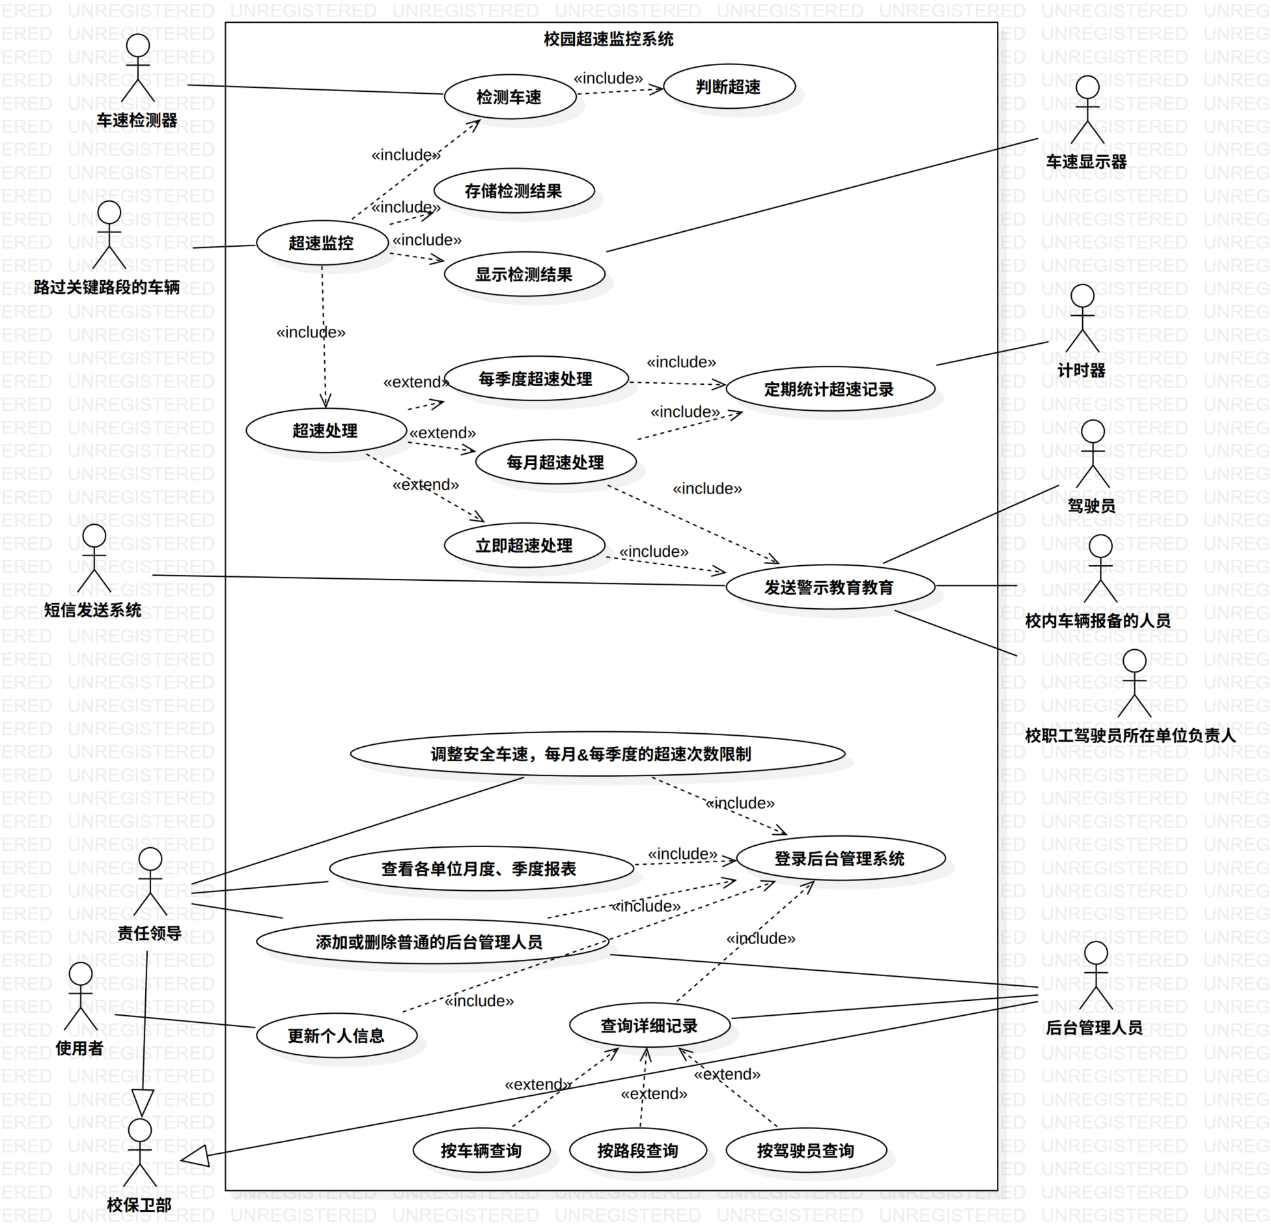 校园超速监控系统
车速检测器
检测车速
«include»
判断超速
车速显示器
«include»
存储检测结果
«include»
路过关键路段的车辆
超速监控
«include»
显示检测结果
«include»
计时器
«extend»
每季度超速处理
«include»
定期统计超速记录
超速处理
«extend»
每月超速处理
«include»
«extend»
«include»
驾驶员
立即超速处理
«include»
短信发送系统
发送警示教育教育
校内车辆报备的人员
校职工驾驶员所在单位负责人
调整安全车速，每月&每季度的超速次数限制
«include»
查看各单位月度、季度报表
«include»
登录后台管理系统
责任领导
添加或删除普通的后台管理人员
«include»
«include»
«include»
使用者
更新个人信息
查询详细记录
后台管理人员
«extend»
«extend»
«extend»
按车辆查询
按路段查询
按驾驶员查询
校保卫部
UNREGISTERED